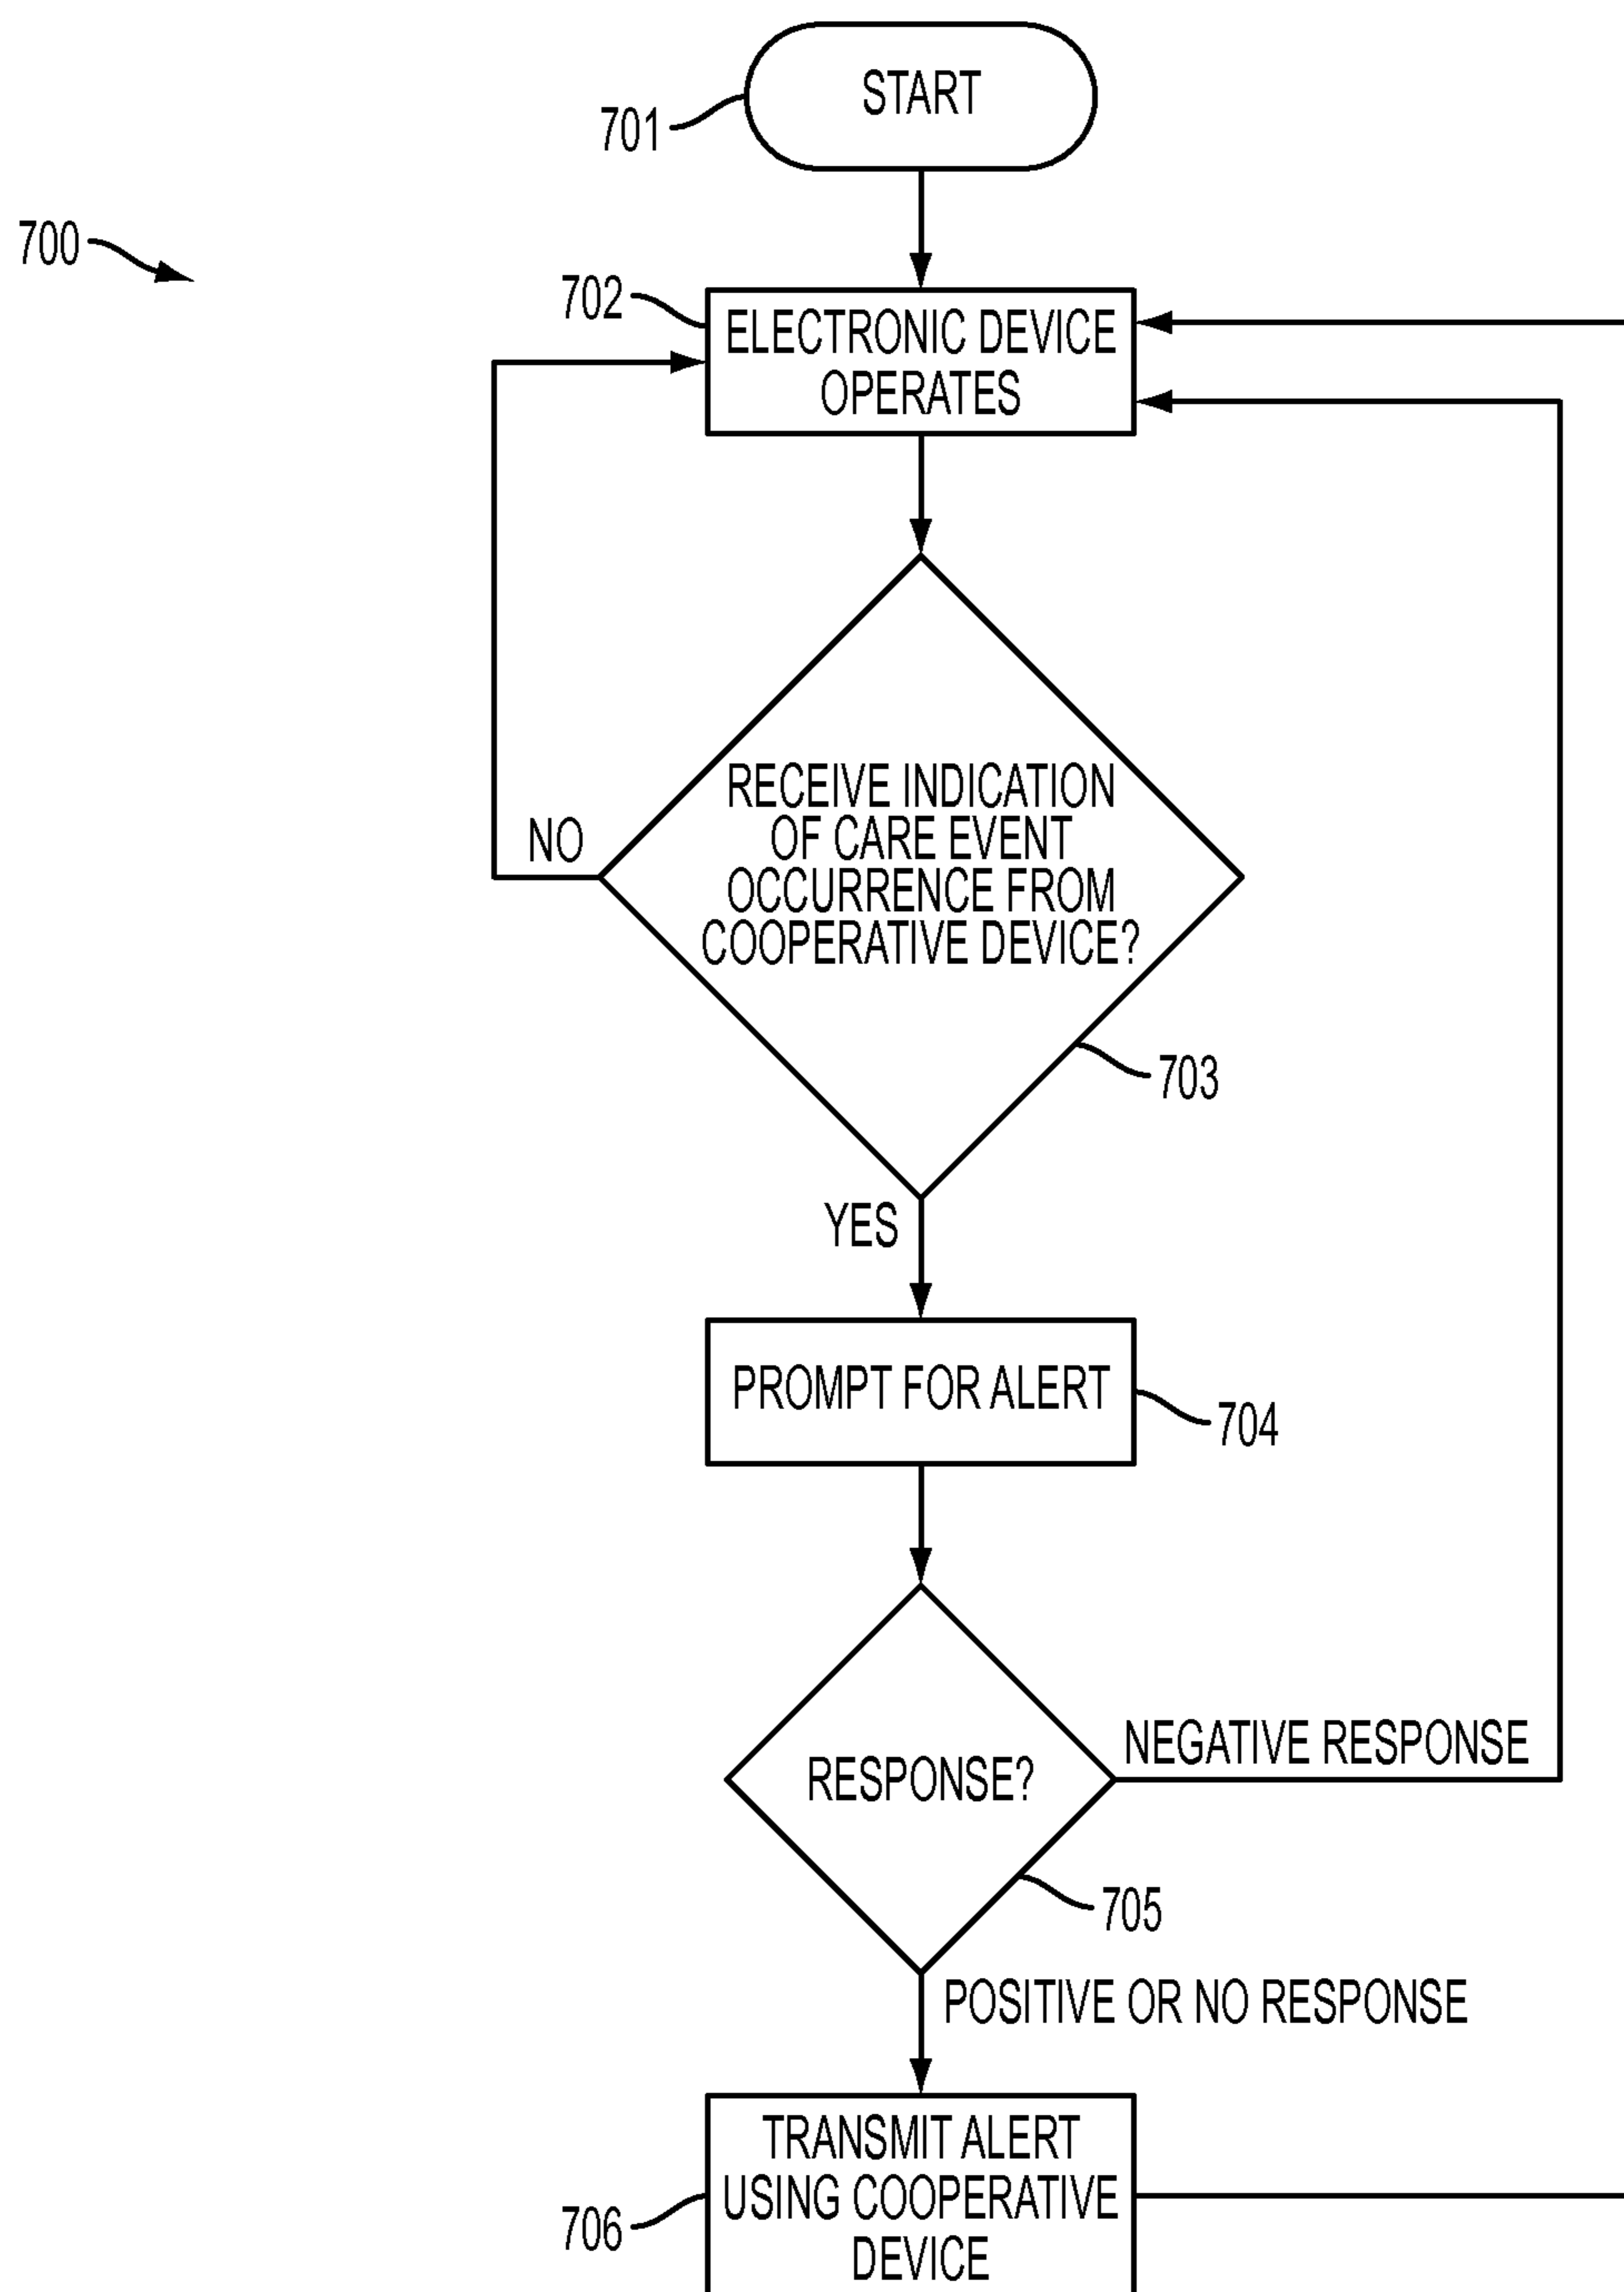 START
701
700
702
ELECTRONIC DEVICE
OPERATES
RECEIVE INDICATION
OF CARE EVENT
OCCURRENCE FROM
COOPERATIVE DEVICE?
NO
703
YES
PROMPT FOR ALERT
704
NEGATIVE RESPONSE
RESPONSE?
705
POSITIVE OR NO RESPONSE
TRANSMIT ALERT
USING COOPERATIVE
DEVICE
706